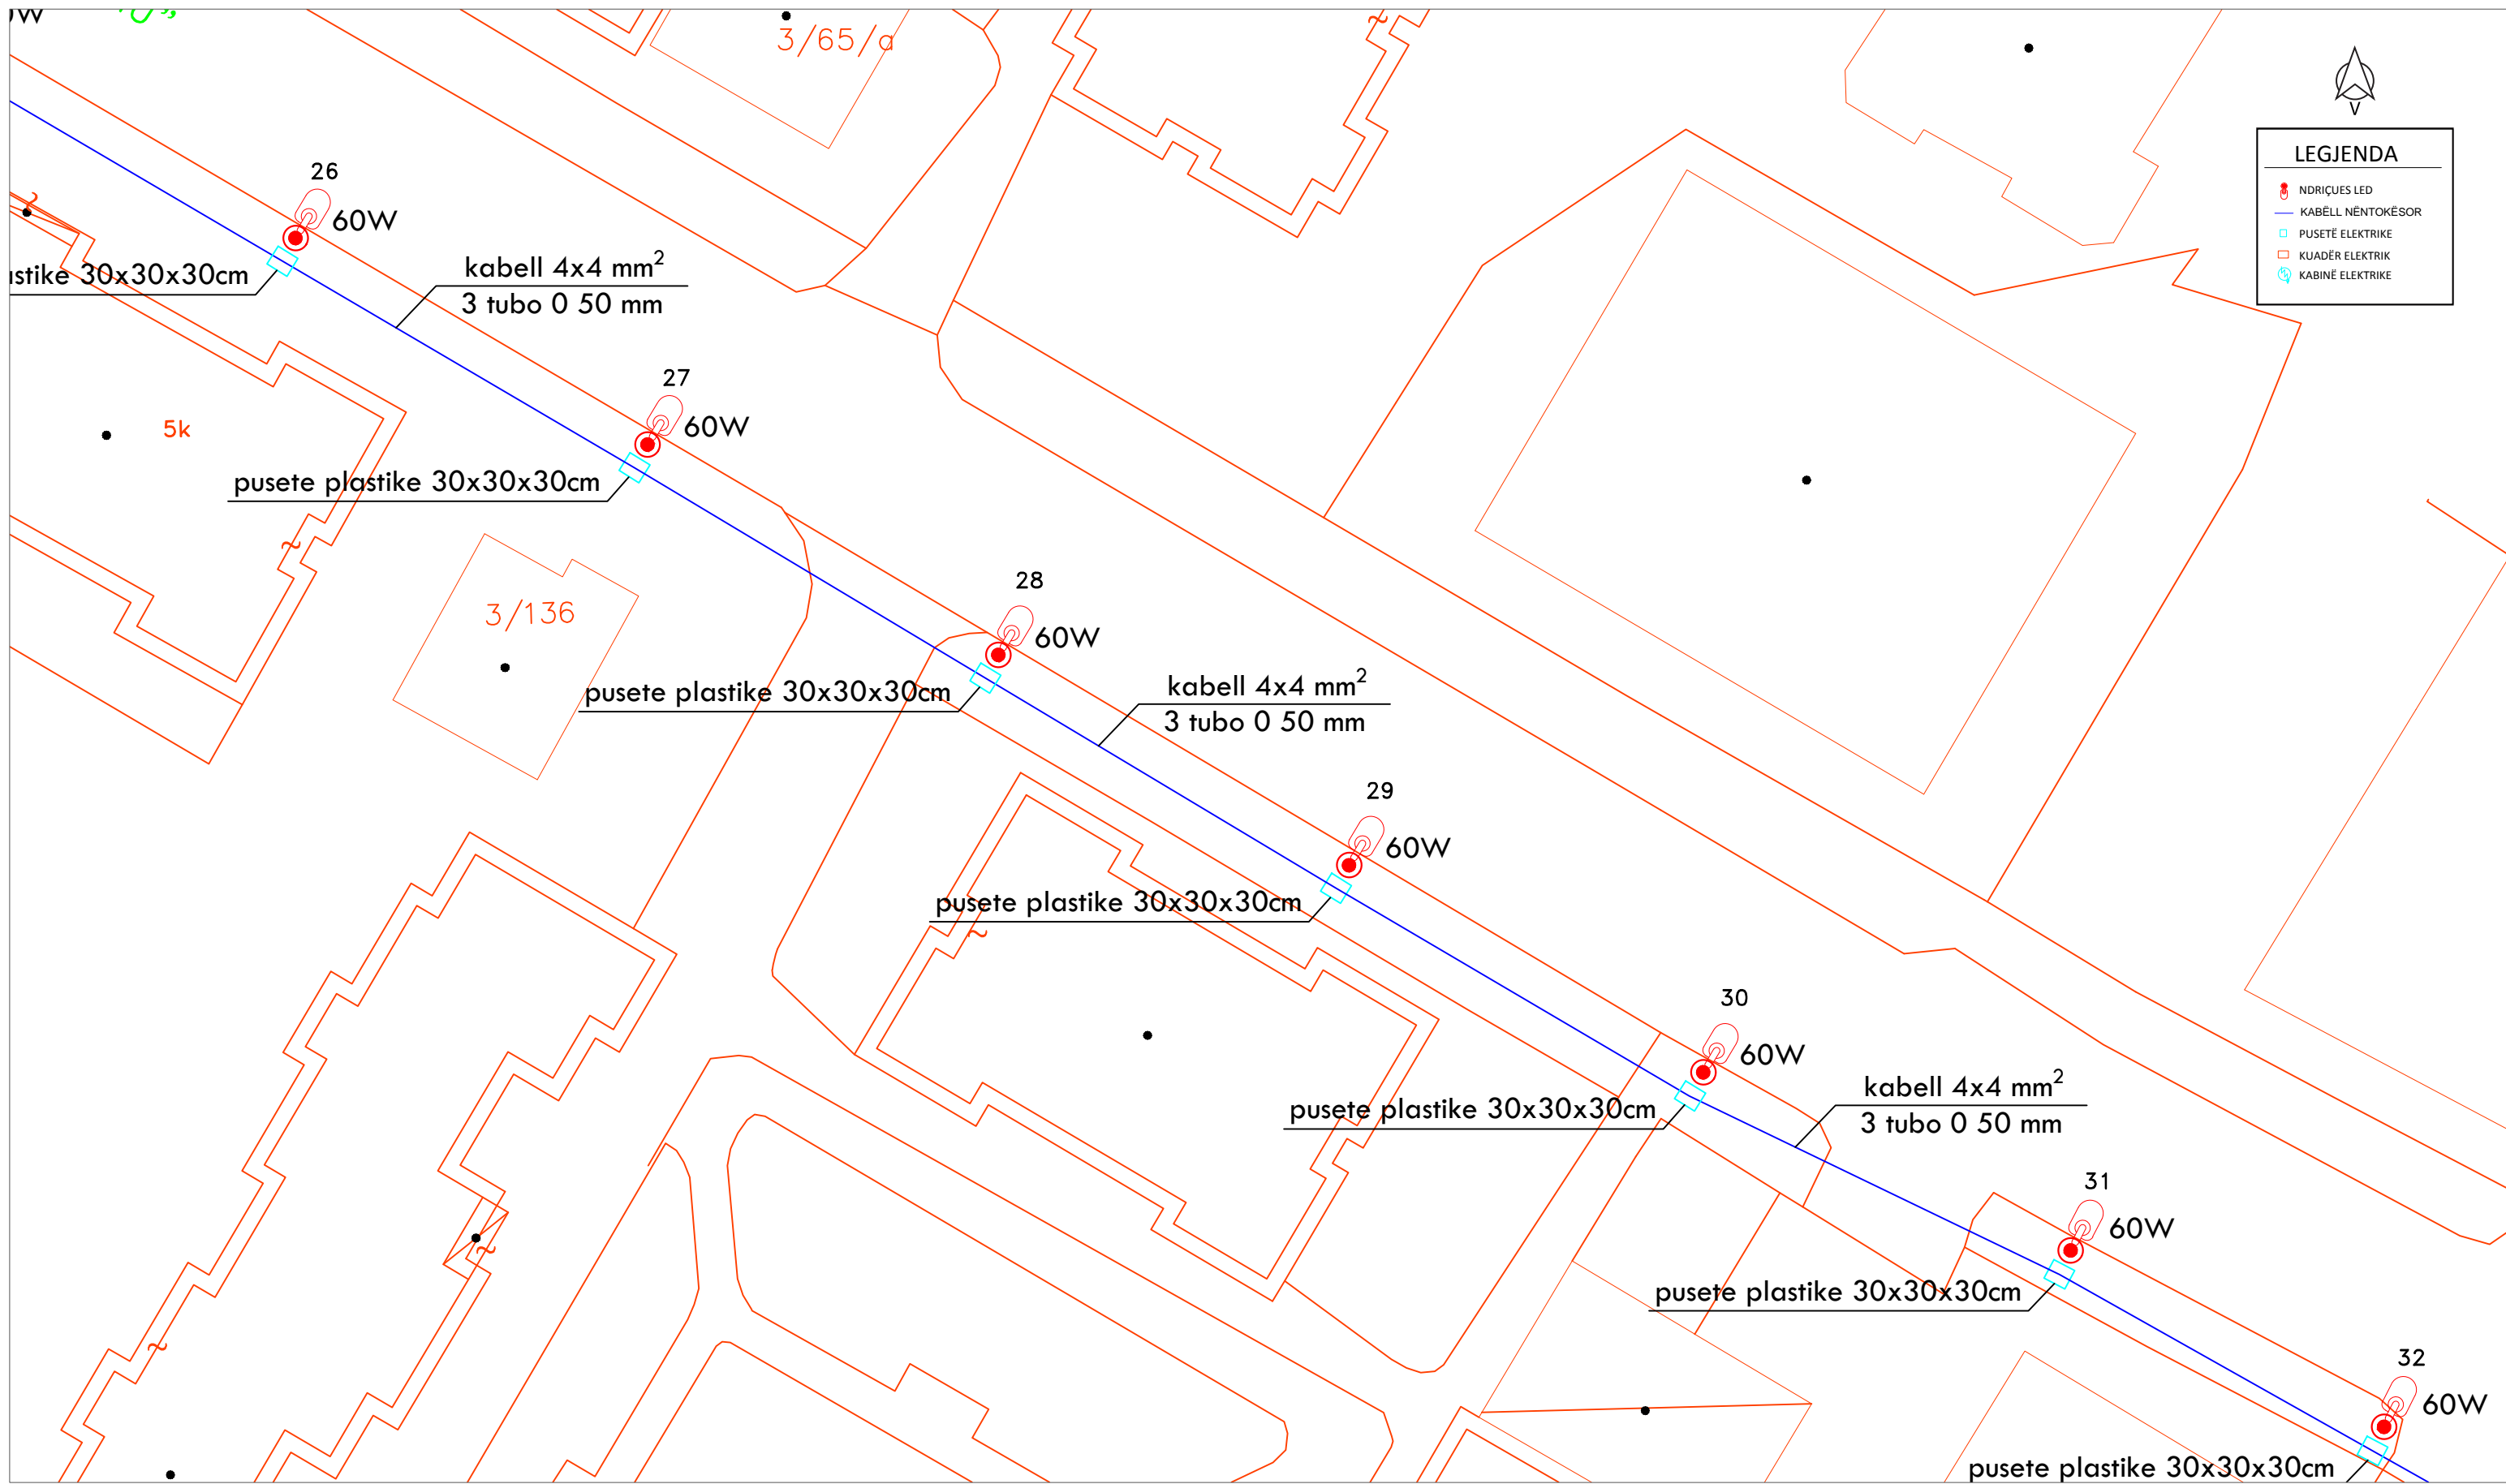 3/65/a
LEGJENDA
NDRIÇUES LED
KABËLL NËNTOKËSOR
PUSETË ELEKTRIKE
KUADËR ELEKTRIK
KABINË ELEKTRIKE
V
26
60W
30x30x30cm
kabell 4x4 mm²
3 tubo 0 50 mm
27
60W
5k
pusete plastike 30x30x30cm
28
60W
3/136
pusete plastike 30x30x30cm
kabell 4x4 mm²
3 tubo 0 50 mm
29
60W
pusete plastike 30x30x30cm
30
60W
pusete plastike 30x30x30cm
kabell 4x4 mm²
3 tubo 0 50 mm
31
60W
pusete plastike 30x30x30cm
32
60W
pusete plastike 30x30x30cm